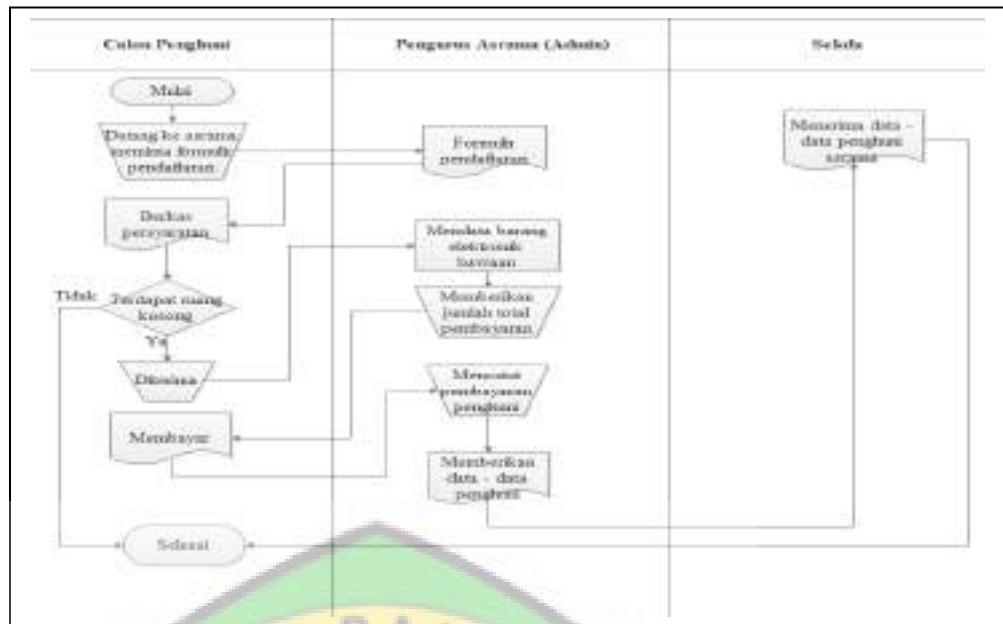 Calon Penghuni
Pengurus Asrama (Admin)
Sekda
Mulai
Datang ke asrama,
meminta formulir
pendaftaran
Formulir
pendaftaran
Menerima data -
data penghuni
asrama
Berkas
persyaratan
Mendata barang
elektronik
bawaan
Tidak
Terdapat ruang
kosong
Memberikan
jumlah total
pembayaran
Ya
Diterima
Mencatat
pembayaran
penghuni
Membayar
Memberikan
data - data
penghuni
Selesai